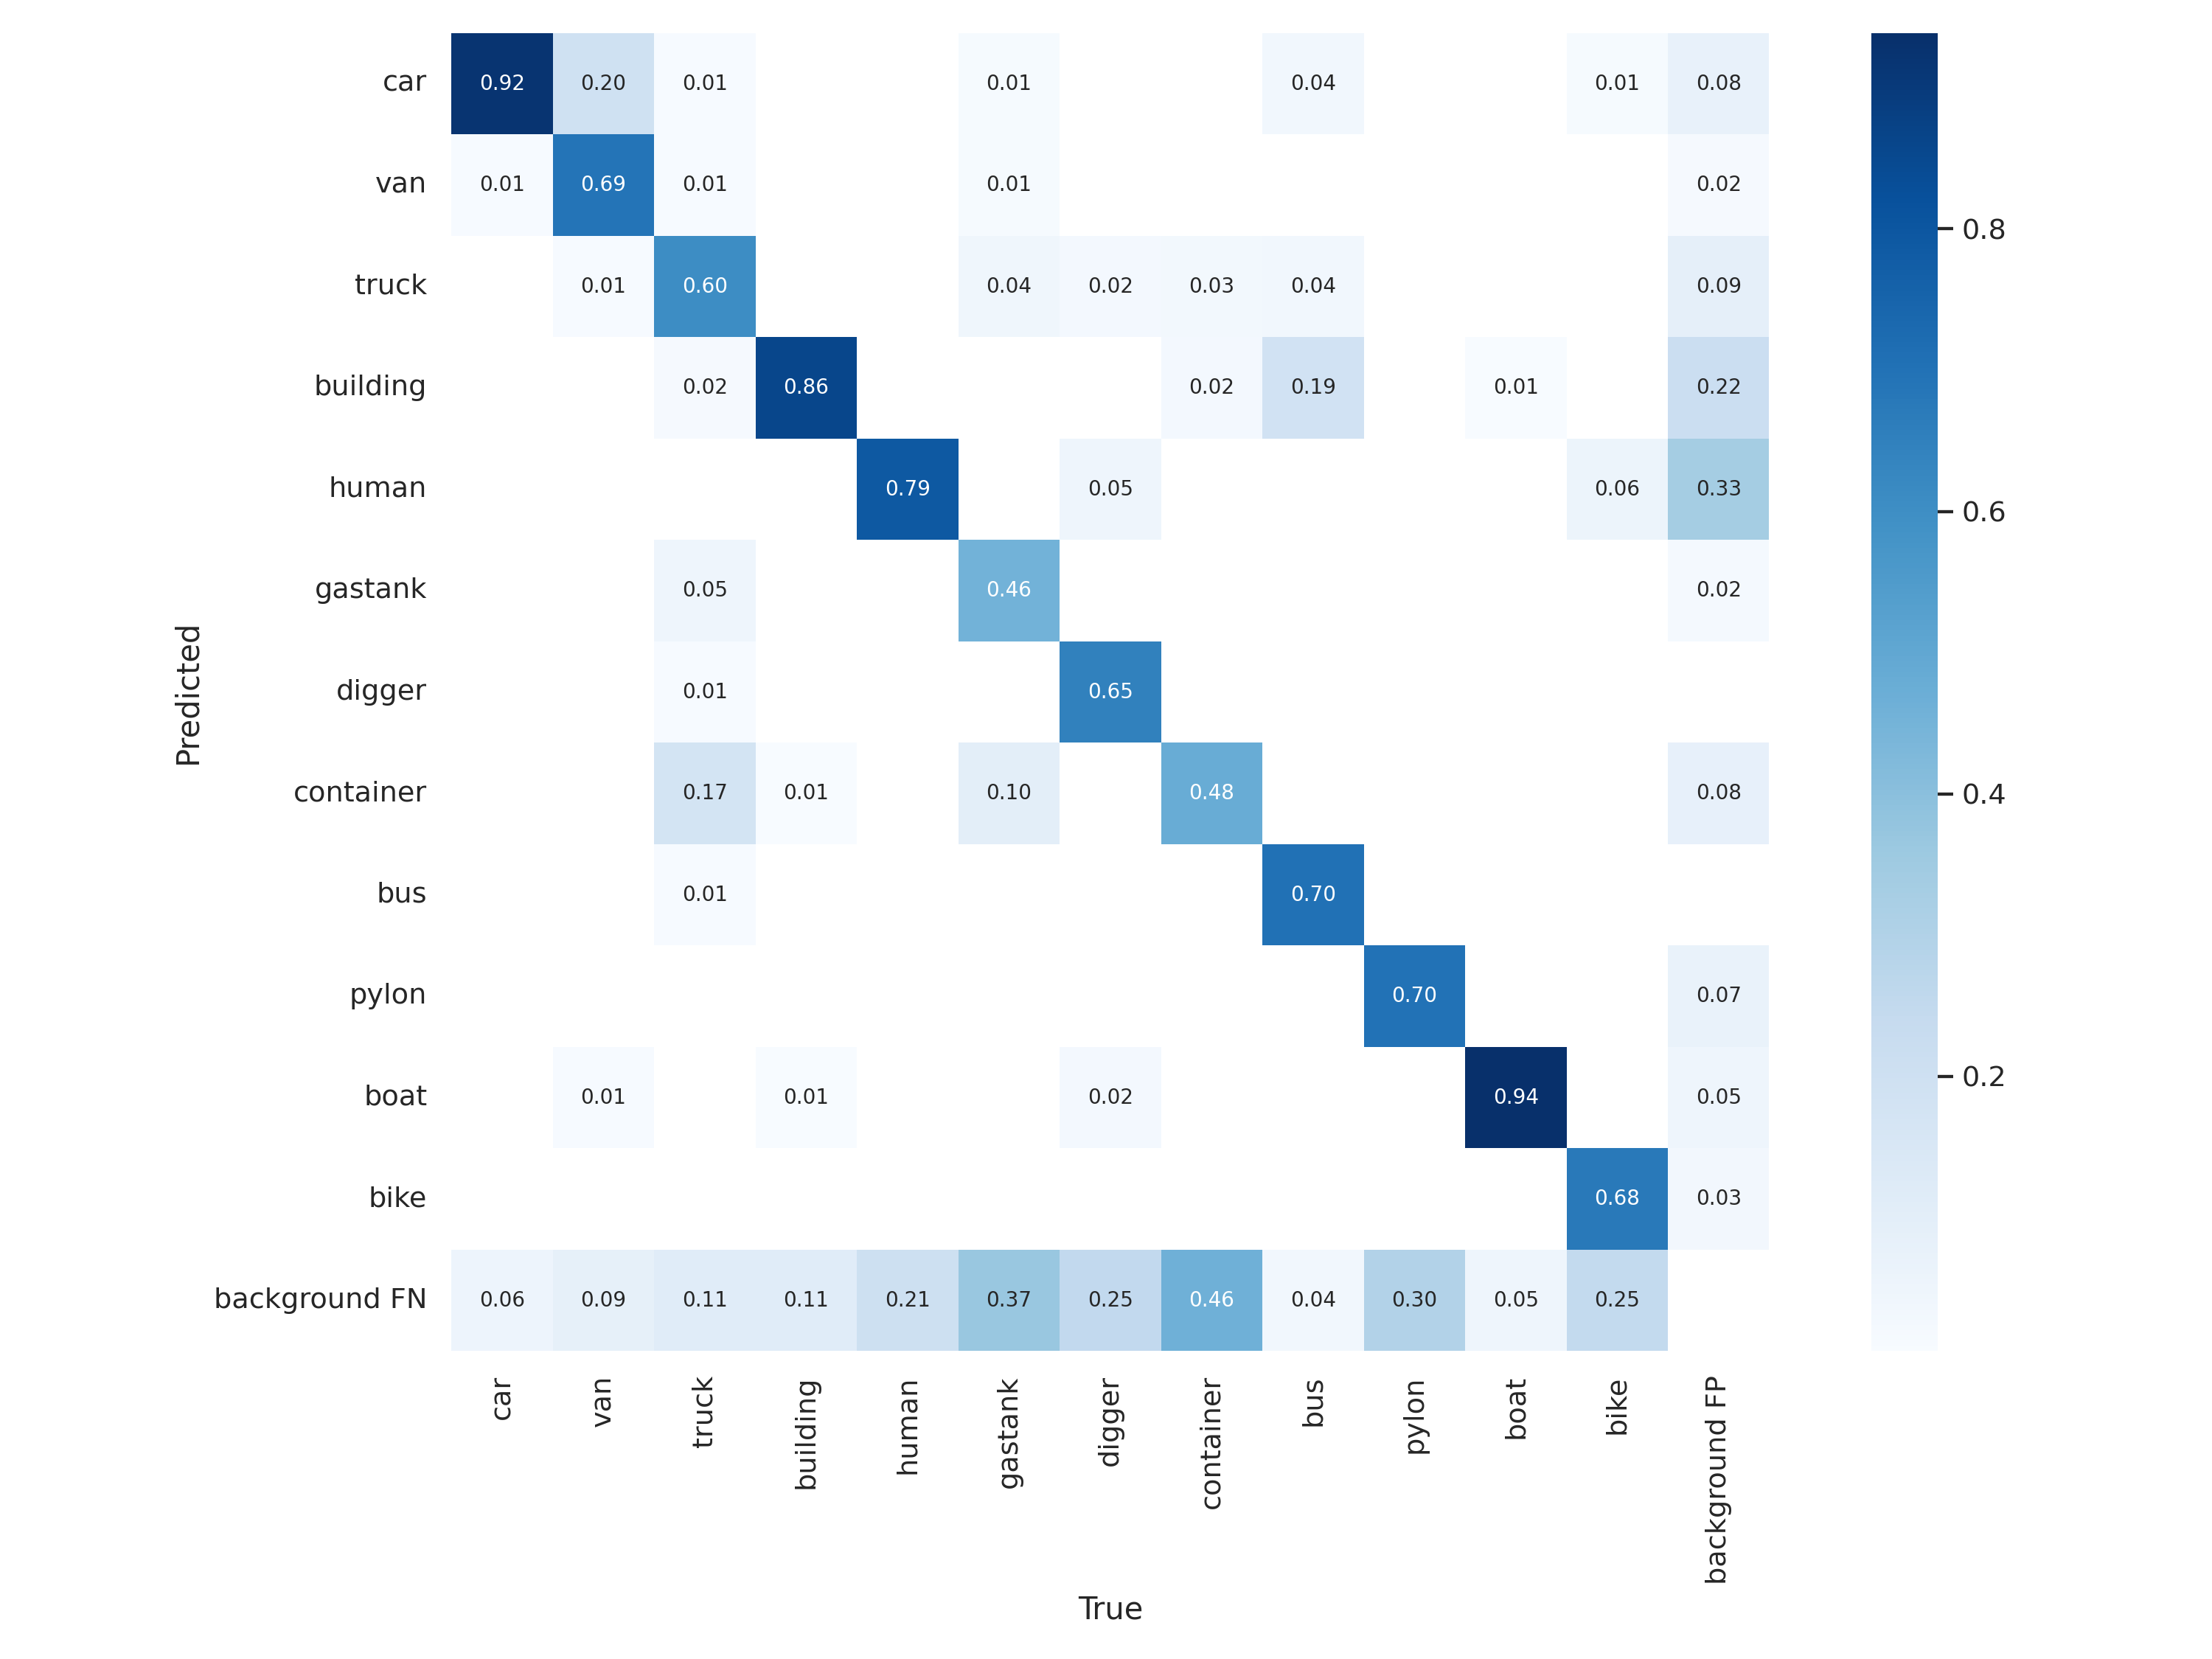 car 0.92 0.20 0.01 0.01 0.04 0.01 0.08
van 0.01 0.69 0.01 0.01 0.02
0.8
truck 0.01 0.60 0.04 0.02 0.03 0.04 0.09
building 0.02 0.86 0.02 0.19 0.01 0.22
human 0.79 0.05 0.06 0.33
0.6
gastank 0.05 0.46 0.02
Predicted
digger 0.01 0.65
container 0.17 0.01 0.10 0.48 0.08
0.4
bus 0.01 0.70
pylon 0.70 0.07
boat 0.01 0.01 0.02 0.94 0.05
0.2
bike 0.68 0.03
background FN 0.06 0.09 0.11 0.11 0.21 0.37 0.25 0.46 0.04 0.30 0.05 0.25
car van truck building human gastank digger container bus pylon boat bike background FP
True